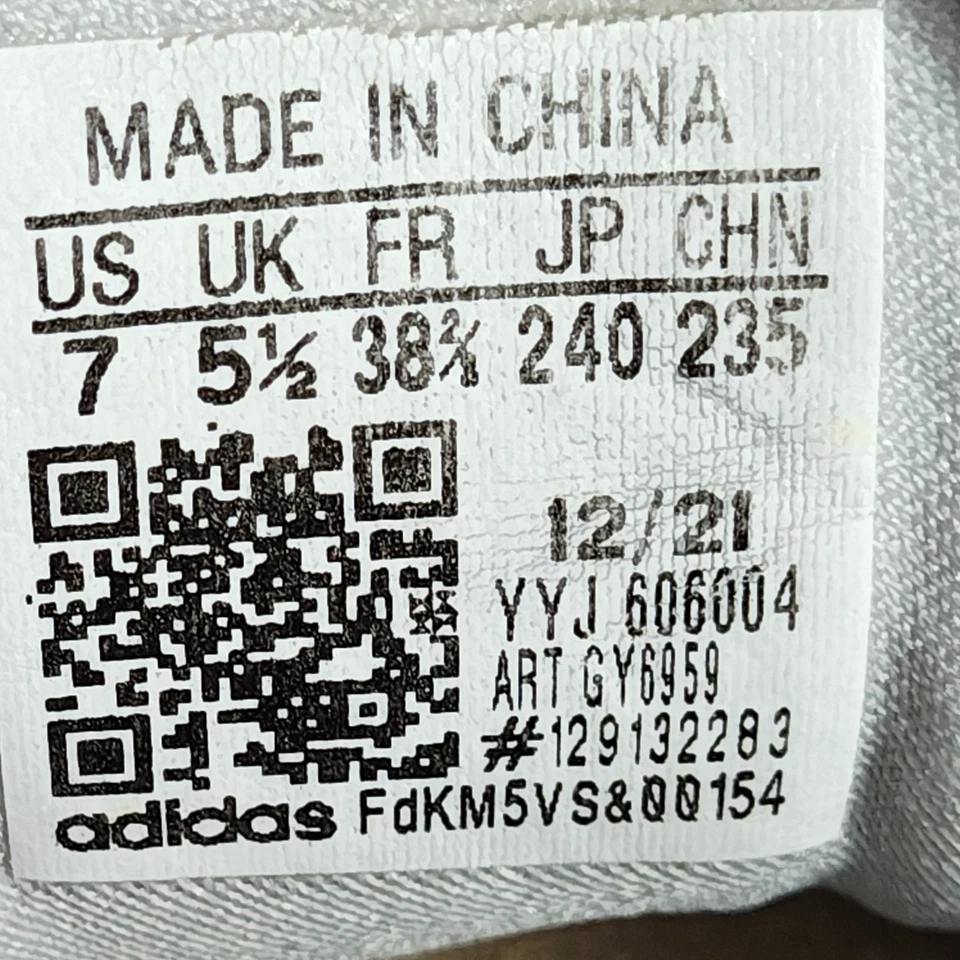 MADE IN CHINA
US UK FR JP CHN
7 5½ 38⅔ 240 235
12/21
YYJ 606004
ART GY6959
#129132283
adidas FdKM5VS&00154